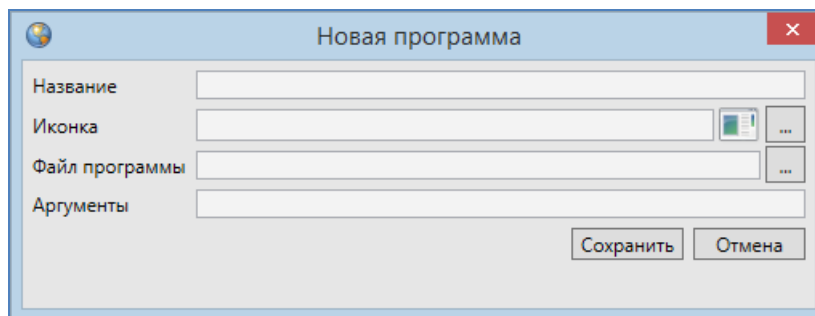 Новая программа
Название
Иконка ...
Файл программы ...
Аргументы
Сохранить Отмена